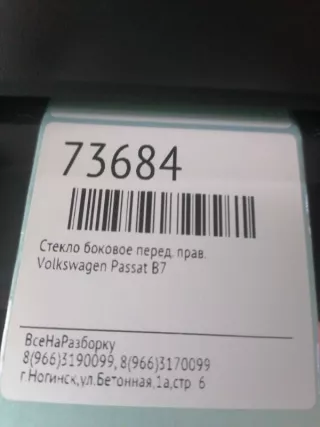 73684
Стекло боковое перед. прав.
Volkswagen Passat B7
ВсеНаРазборку
8(966)3190099, 8(966)3170099
г.Ногинск,ул.Бетонная,1а,стр 6